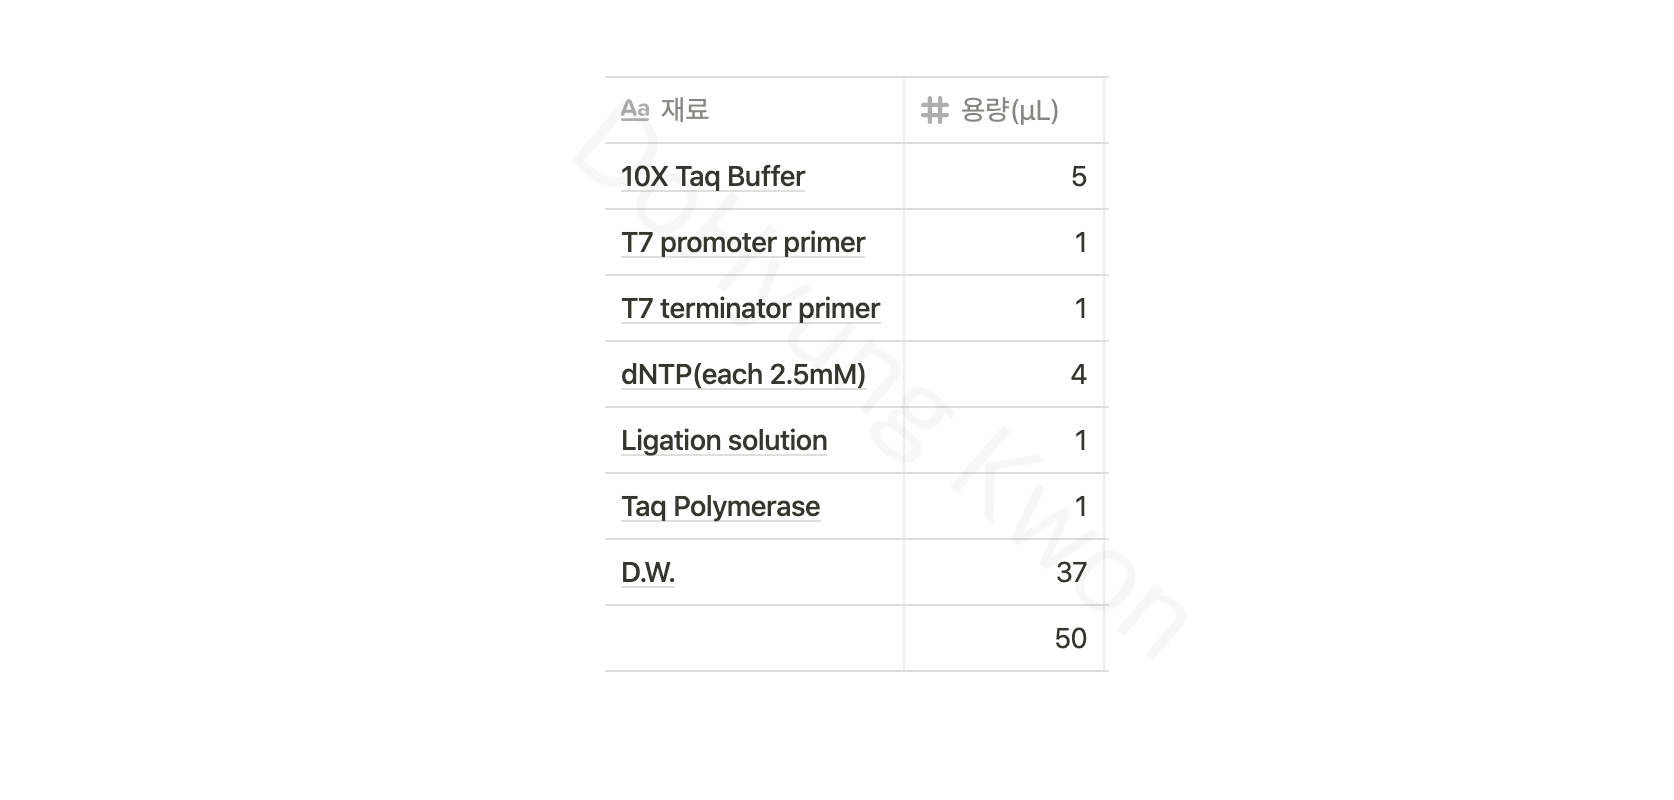 Aa 재료 # 용량(μL)
10X Taq Buffer 5
T7 promoter primer 1
T7 terminator primer 1
dNTP(each 2.5mM) 4
Ligation solution 1
Taq Polymerase 1
D.W. 37
50
DoHyung Kwon